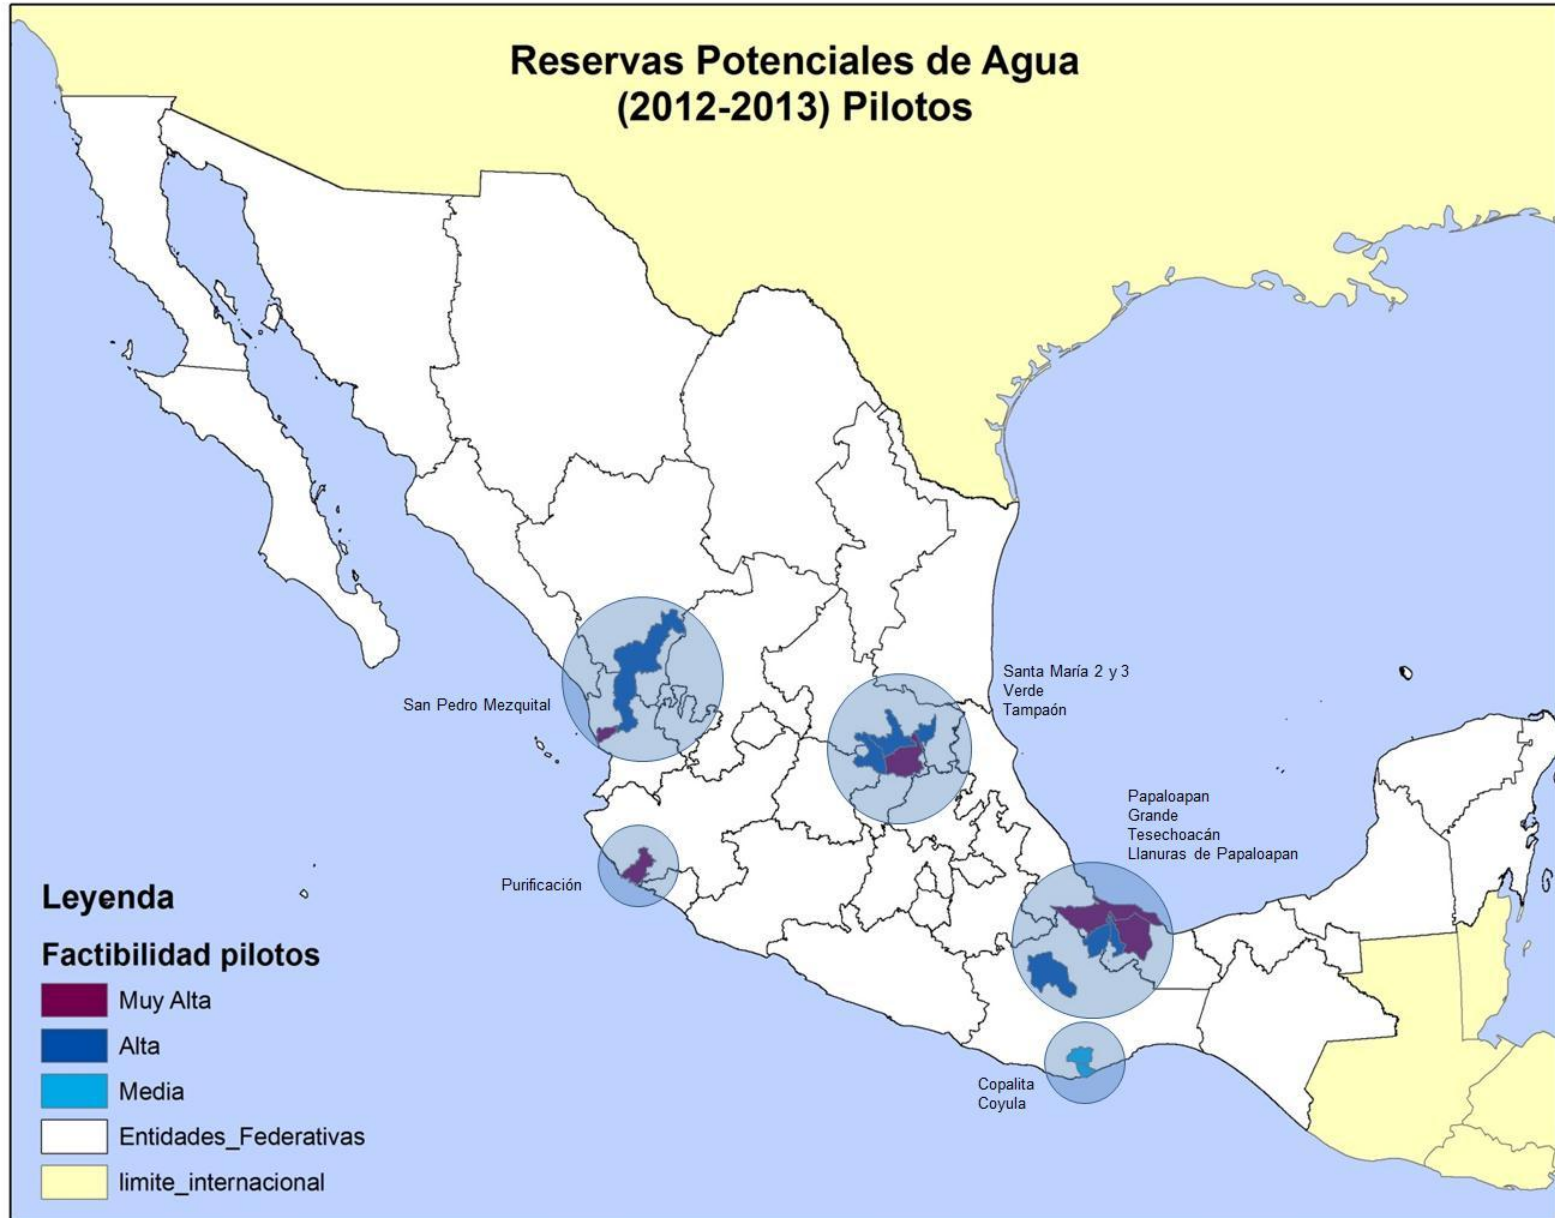 Reservas Potenciales de Agua
(2012-2013) Pilotos
Santa María 2 y 3
Verde
Tampaón
San Pedro Mezquital
Papaloapan
Grande
Tesechoacán
Llanuras de Papaloapan
Purificación
Copalita
Coyula
Leyenda
Factibilidad pilotos
Muy Alta
Alta
Media
Entidades_Federativas
limite_internacional